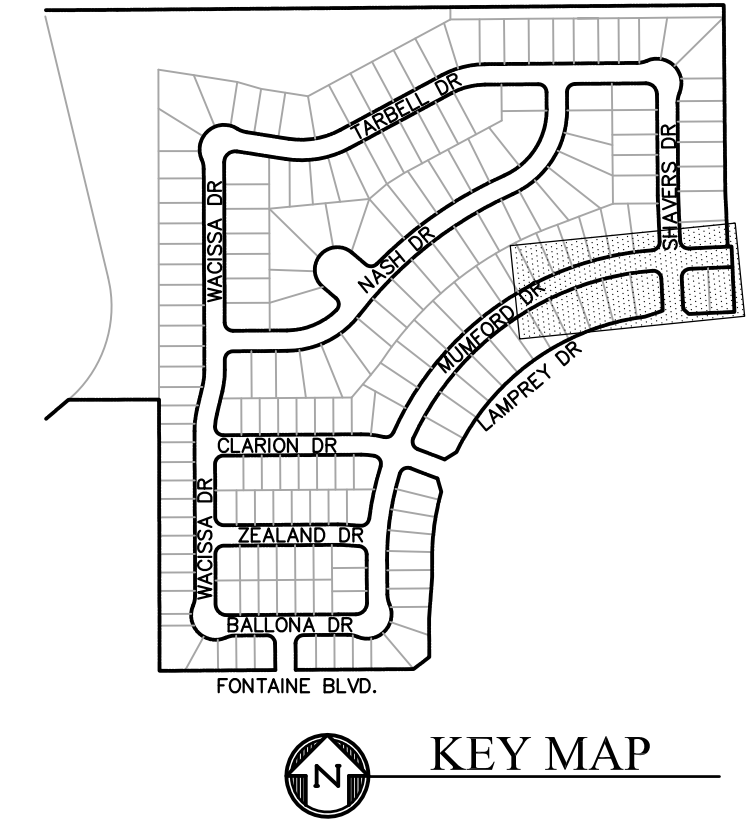 TARBELL DR
SHAVERS DR
WACISSA DR
NASH DR
MUMFORD DR
LAMPREY DR
CLARION DR
WACISSA DR
ZEALAND DR
BALLONA DR
FONTAINE BLVD.
N
KEY MAP